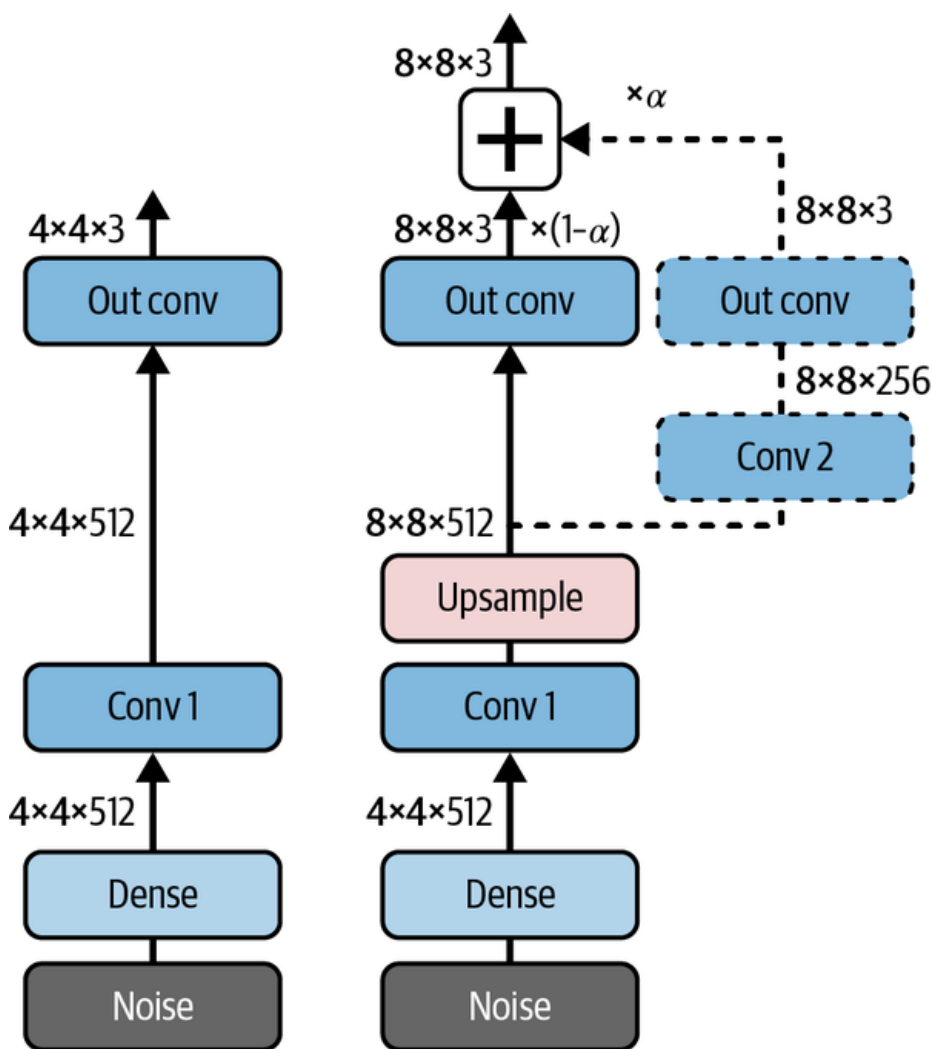 8×8×3
×α
4×4×3
8×8×3
×(1-α)
8×8×3
Out conv
Out conv
Out conv
8×8×256
Conv 2
4×4×512
8×8×512
Upsample
Conv 1
Conv 1
4×4×512
4×4×512
Dense
Dense
Noise
Noise